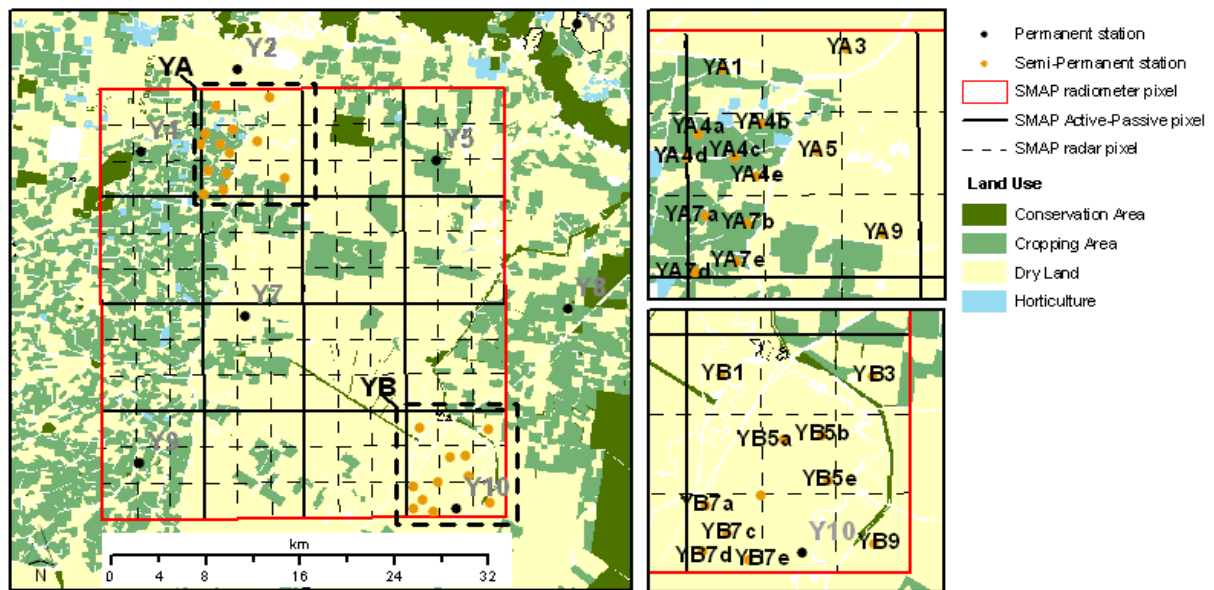 Y3
Y2
YA
Y4
Y5
Y7
Y8
YB
Y9
Y10
km
0 4 8 12 16 24 32
N
YA3
YA1
YA4b
YA4a
YA4d YA4c YA5
YA4e
YA7a YA7b
YA9
YA7d YA7e
YB1 YB3
YB5a YB5b
YB5e
YB7a
YB7c Y10 YB9
YB7d YB7e
Permanent station
Semi-Permanent station
SMAP radiometer pixel
SMAP Active-Passive pixel
SMAP radar pixel
Land Use
Conservation Area
Cropping Area
Dry Land
Horticulture